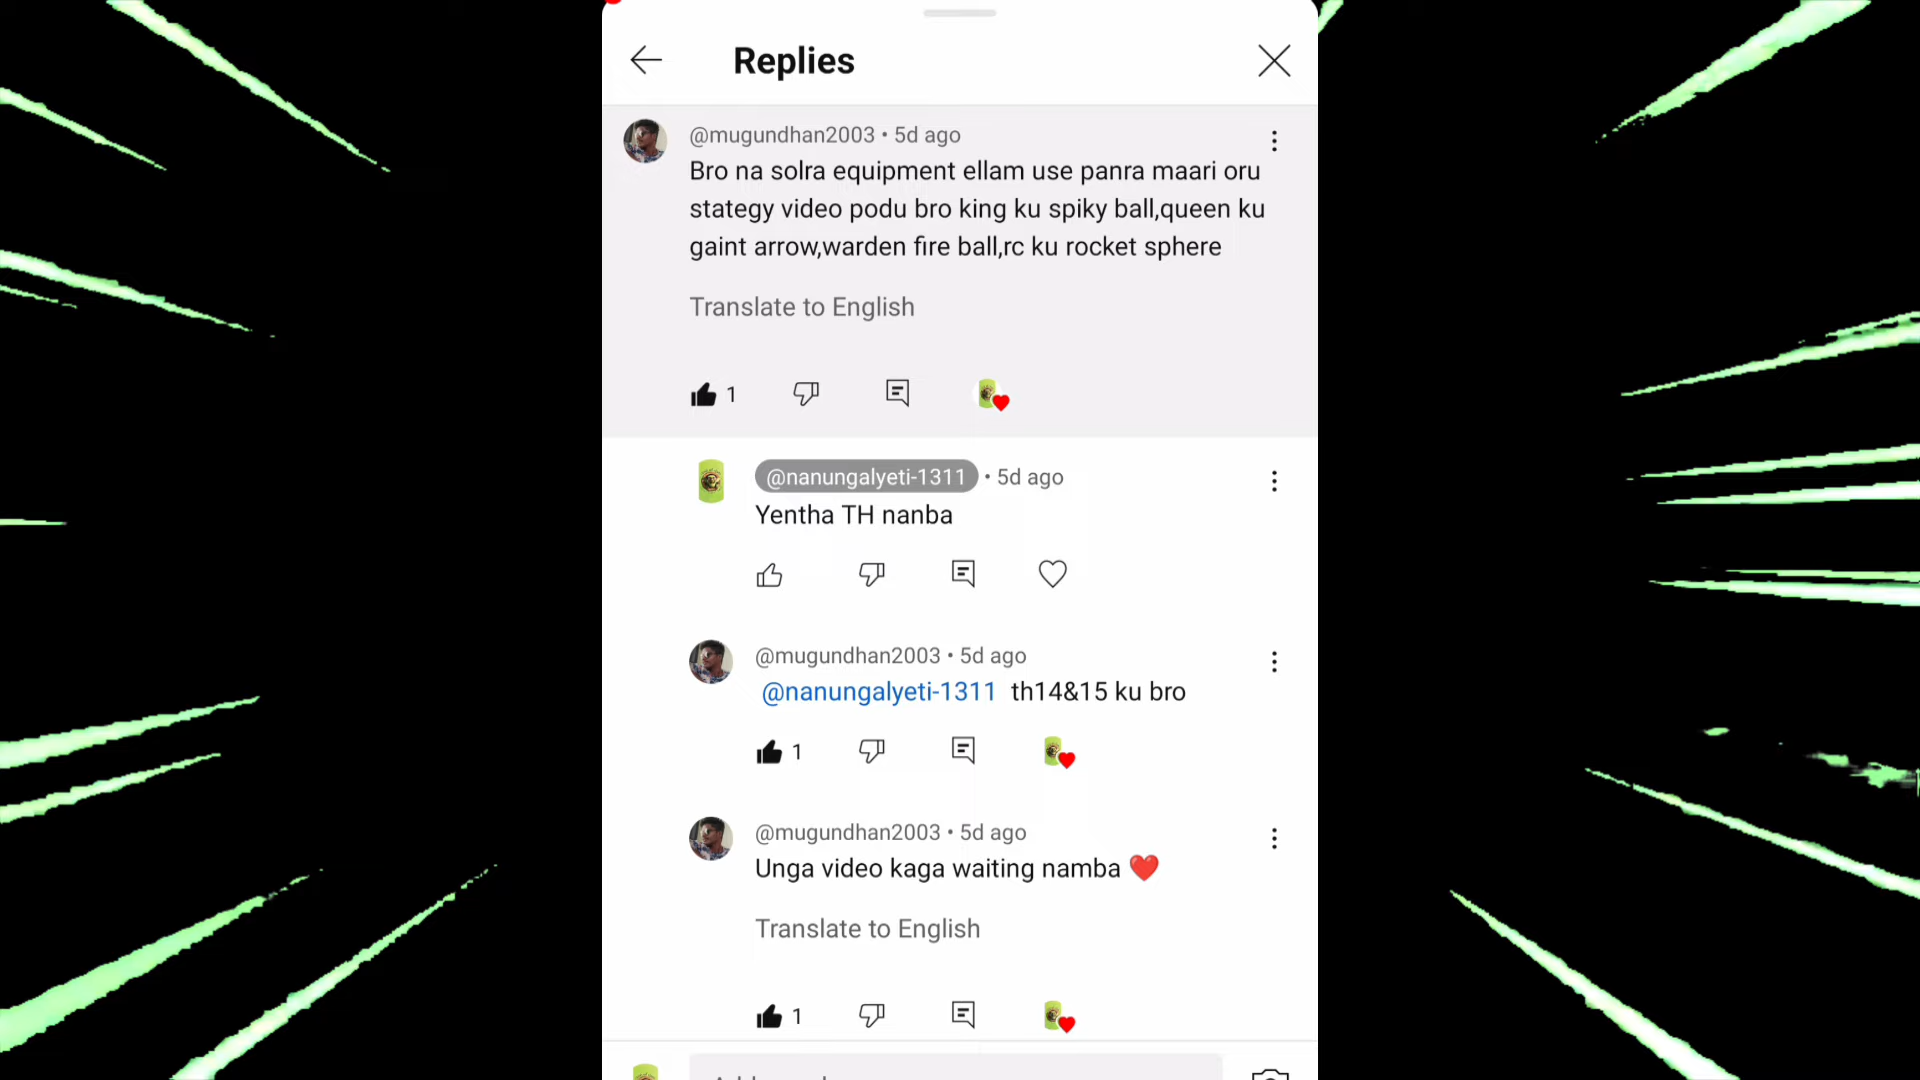 Replies
@mugundhan2003 • 5d ago
Bro na solra equipment ellam use panra maari oru
stategy video podu bro king ku spiky ball,queen ku
gaint arrow,warden fire ball,rc ku rocket sphere
Translate to English
1
@nanungalyeti-1311 • 5d ago
Yentha TH nanba
@mugundhan2003 • 5d ago
@nanungalyeti-1311 th14&15 ku bro
1
@mugundhan2003 • 5d ago
Unga video kaga waiting namba ❤️
Translate to English
1